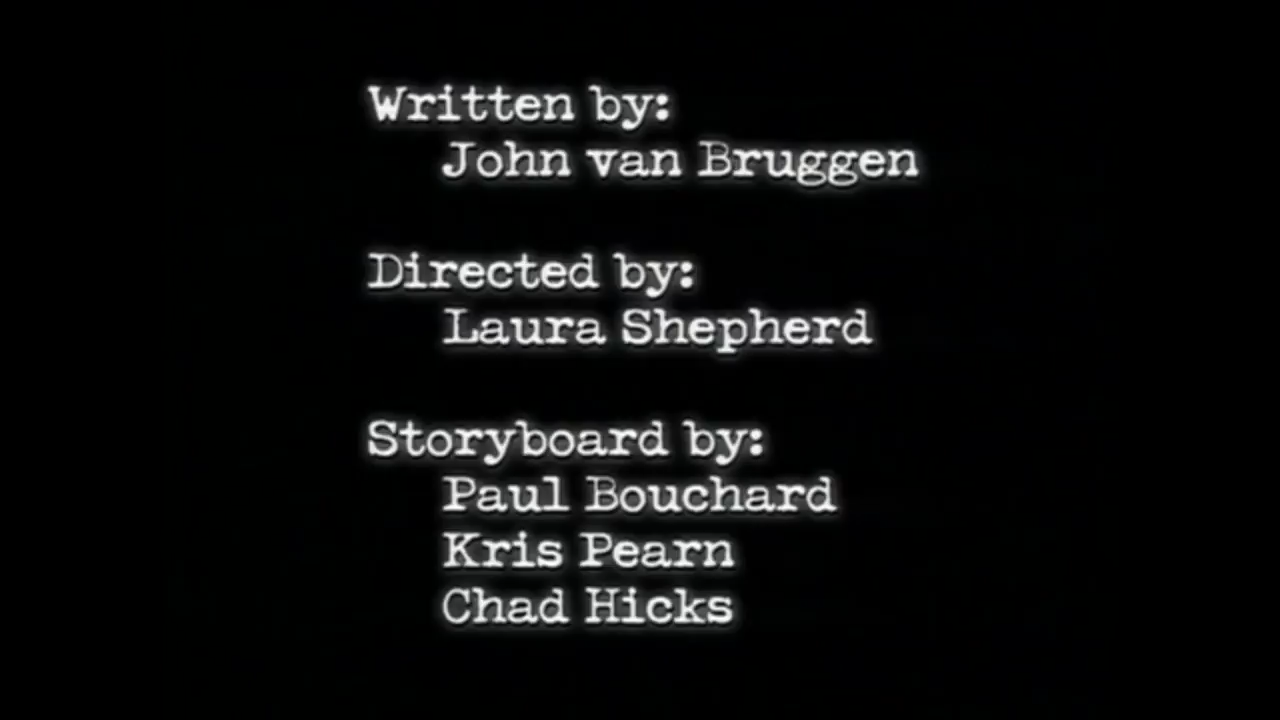 Written by:
John van Bruggen
Directed by:
Laura Shepherd
Storyboard by:
Paul Bouchard
Kris Pearn
Chad Hicks